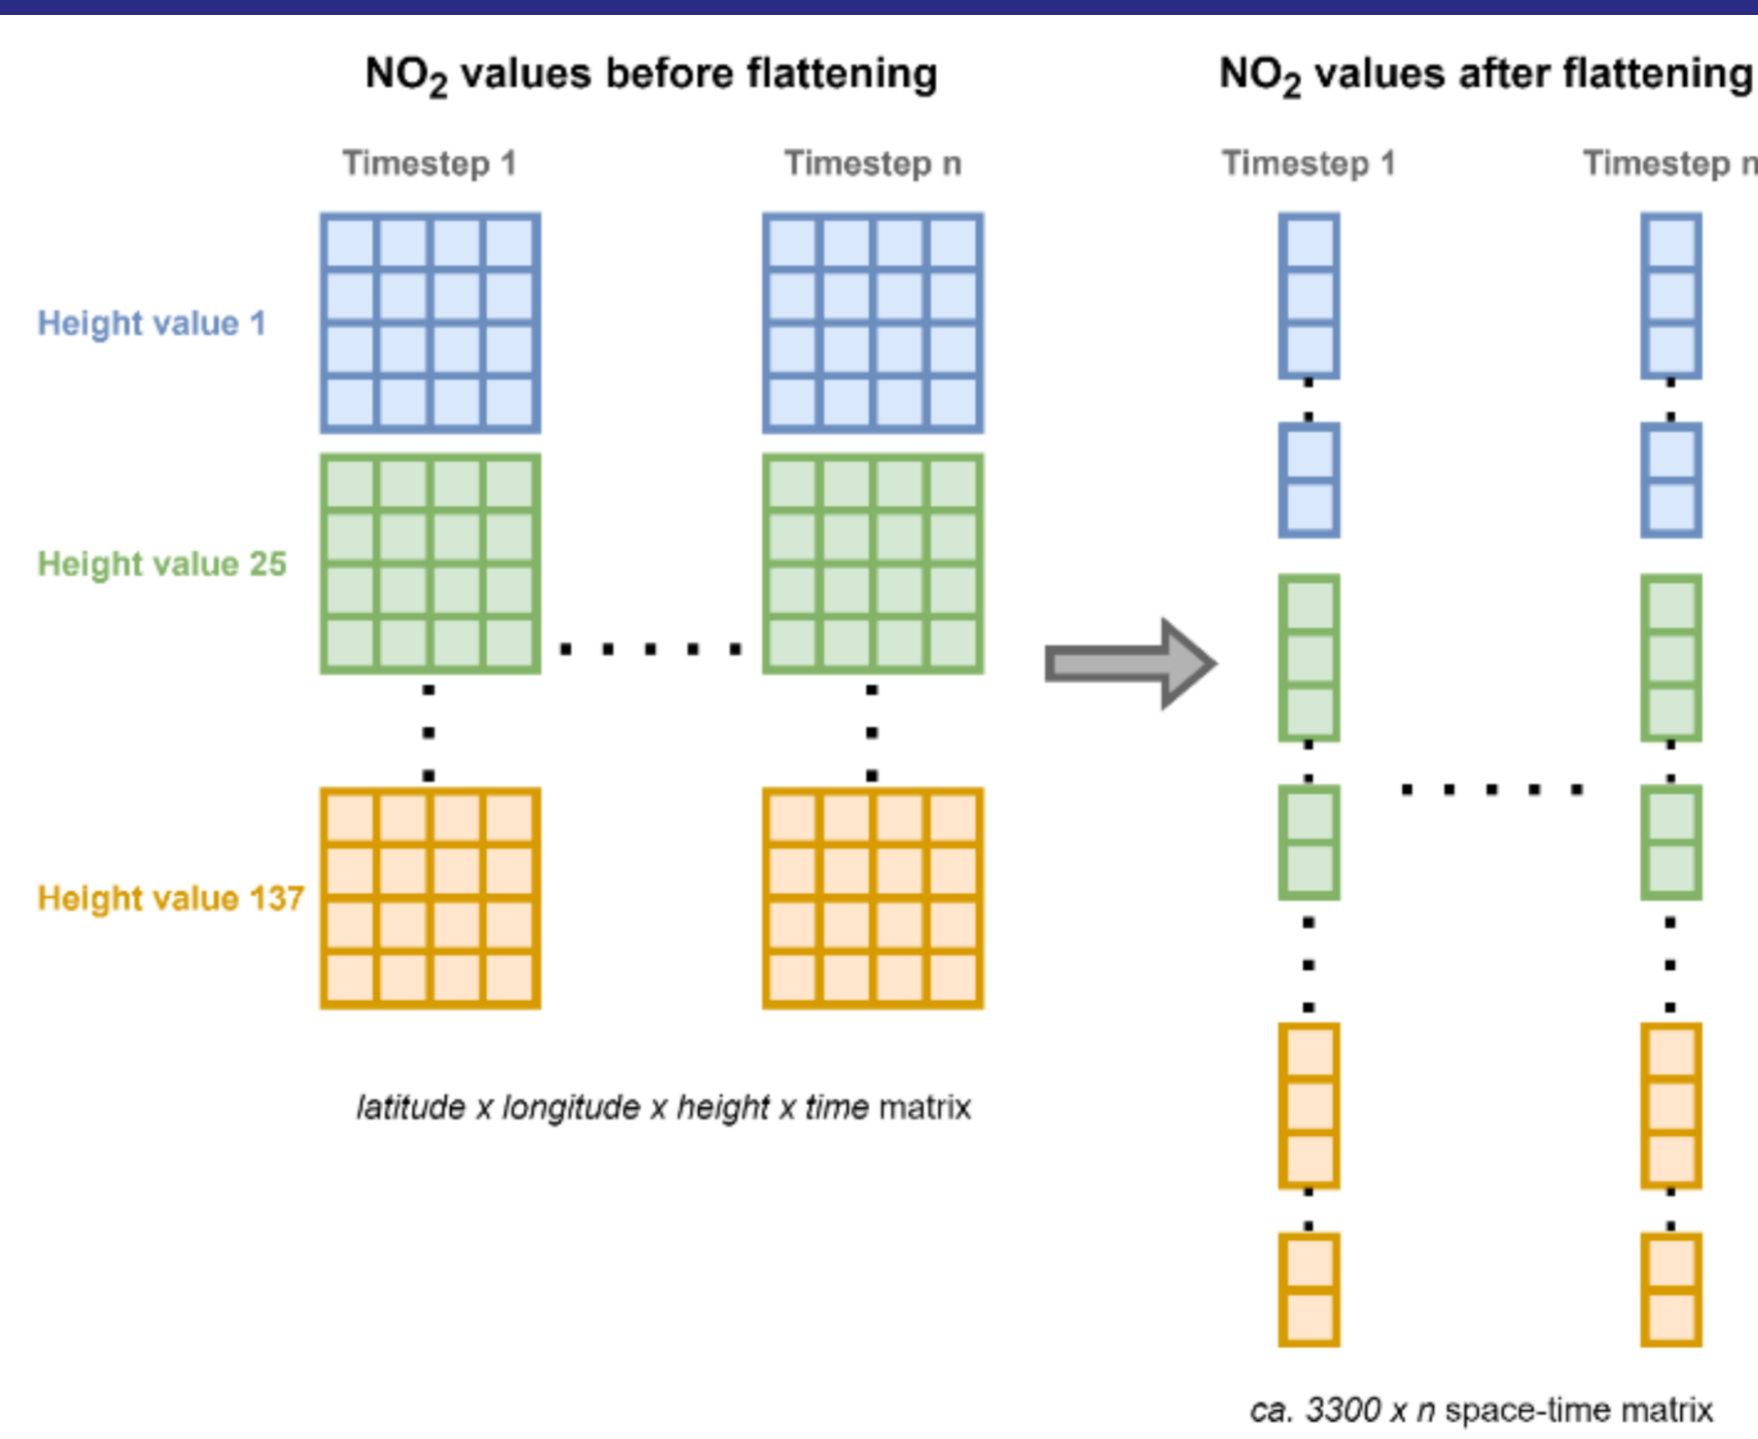 NO₂ values before flattening
NO₂ values after flattening
Timestep 1
Timestep n
Timestep 1
Timestep n
Height value 1
Height value 25
Height value 137
latitude x longitude x height x time matrix
ca. 3300 x n space-time matrix